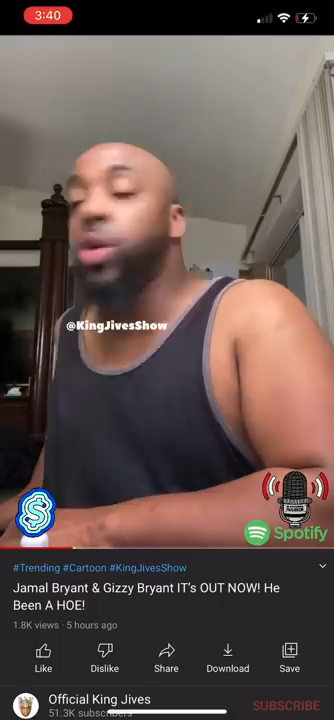 3:40
@KingJivesShow
Spotify
#Trending #Cartoon #KingJivesShow
Jamal Bryant & Gizzy Bryant IT's OUT NOW! He
Been A HOE!
1.8K views · 5 hours ago
Like
Dislike
Share
Download
Save
Official King Jives
51.3K subscribers
SUBSCRIBE